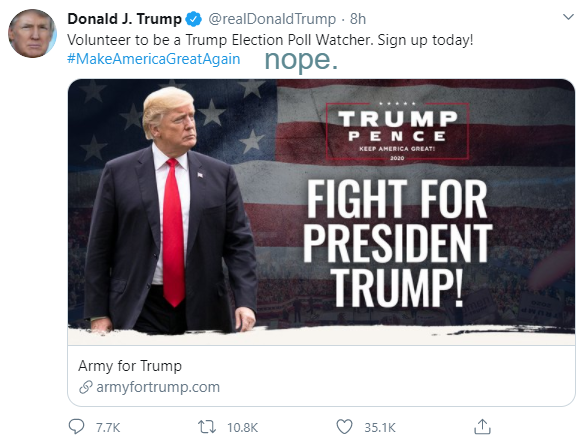 Donald J. Trump @realDonaldTrump · 8h
Volunteer to be a Trump Election Poll Watcher. Sign up today!
#MakeAmericaGreatAgain nope.
TRUMP
PENCE
KEEP AMERICA GREAT!
2020
FIGHT FOR
PRESIDENT
TRUMP!
Army for Trump
armyfortrump.com
7.7K 10.8K 35.1K